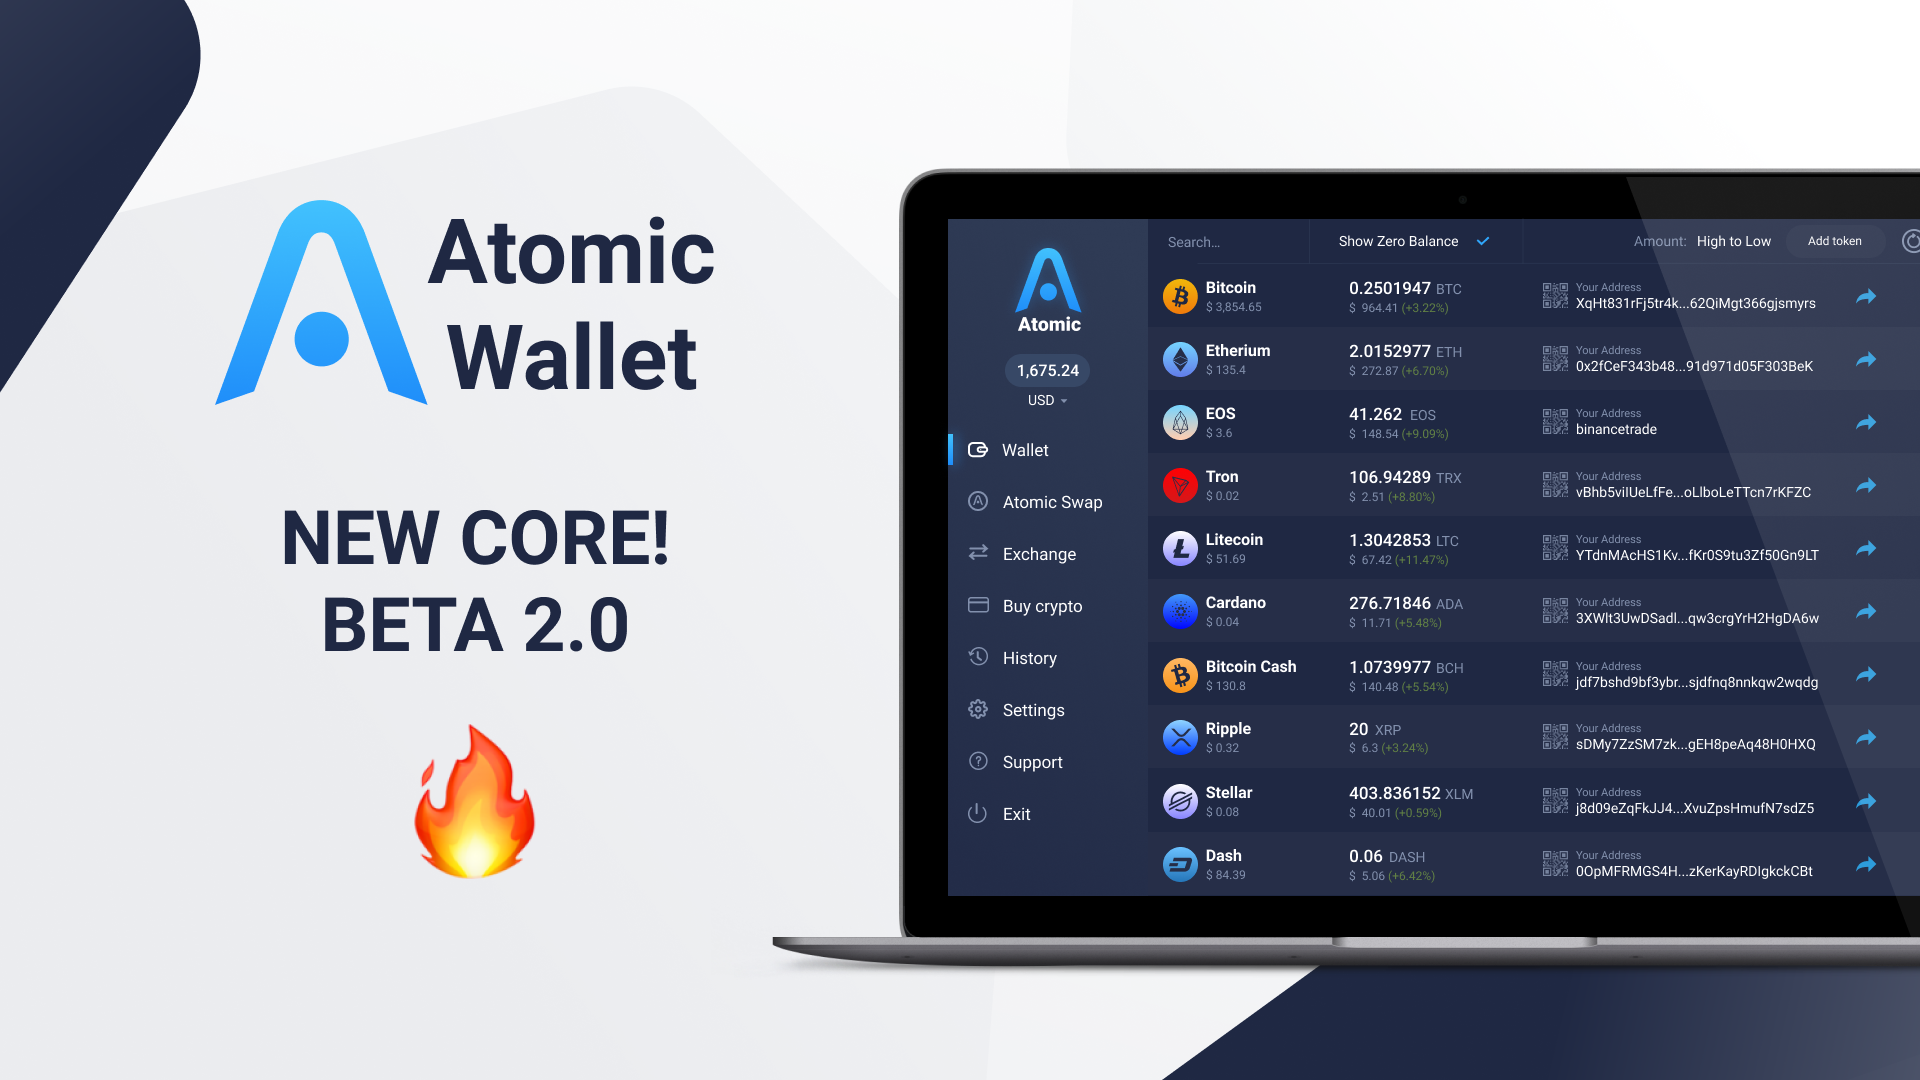 Atomic
Wallet
NEW CORE!
BETA 2.0
Atomic
1,675.24
USD
Wallet
Atomic Swap
Exchange
Buy crypto
History
Settings
Support
Exit
Search...
Show Zero Balance
Amount: High to Low
Add token
Bitcoin
$ 3,854.65
0.2501947 BTC
$ 964.41 (+3.22%)
Your Address
XqHt831rFj5tr4k...62QiMgt366gjsmyrs
Etherium
$ 135.4
2.0152977 ETH
$ 272.87 (+6.70%)
Your Address
0x2fCeF343b48...91d971d05F303BeK
EOS
$ 3.6
41.262 EOS
$ 148.54 (+9.09%)
Your Address
binancetrade
Tron
$ 0.02
106.94289 TRX
$ 2.51 (+8.80%)
Your Address
vBhb5viIUeLfFe...oLlboLeTTcn7rKFZC
Litecoin
$ 51.69
1.3042853 LTC
$ 67.42 (+11.47%)
Your Address
YTdnMAcHS1Kv...fKr0S9tu3Zf50Gn9LT
Cardano
$ 0.04
276.71846 ADA
$ 11.71 (+5.48%)
Your Address
3XWlt3UwDSadl...qw3crgYrH2HgDA6w
Bitcoin Cash
$ 130.8
1.0739977 BCH
$ 140.48 (+5.54%)
Your Address
jdf7bshd9bf3ybr...sjdfnq8nnkqw2wqdg
Ripple
$ 0.32
20 XRP
$ 6.3 (+3.24%)
Your Address
sDMy7ZzSM7zk...gEH8peAq48H0HXQ
Stellar
$ 0.08
403.836152 XLM
$ 40.01 (+0.59%)
Your Address
j8d09eZqFkJJ4...XvuZpsHmufN7sdZ5
Dash
$ 84.39
0.06 DASH
$ 5.06 (+6.42%)
Your Address
0OpMFRMGS4H...zKerKayRDIgkckCBt